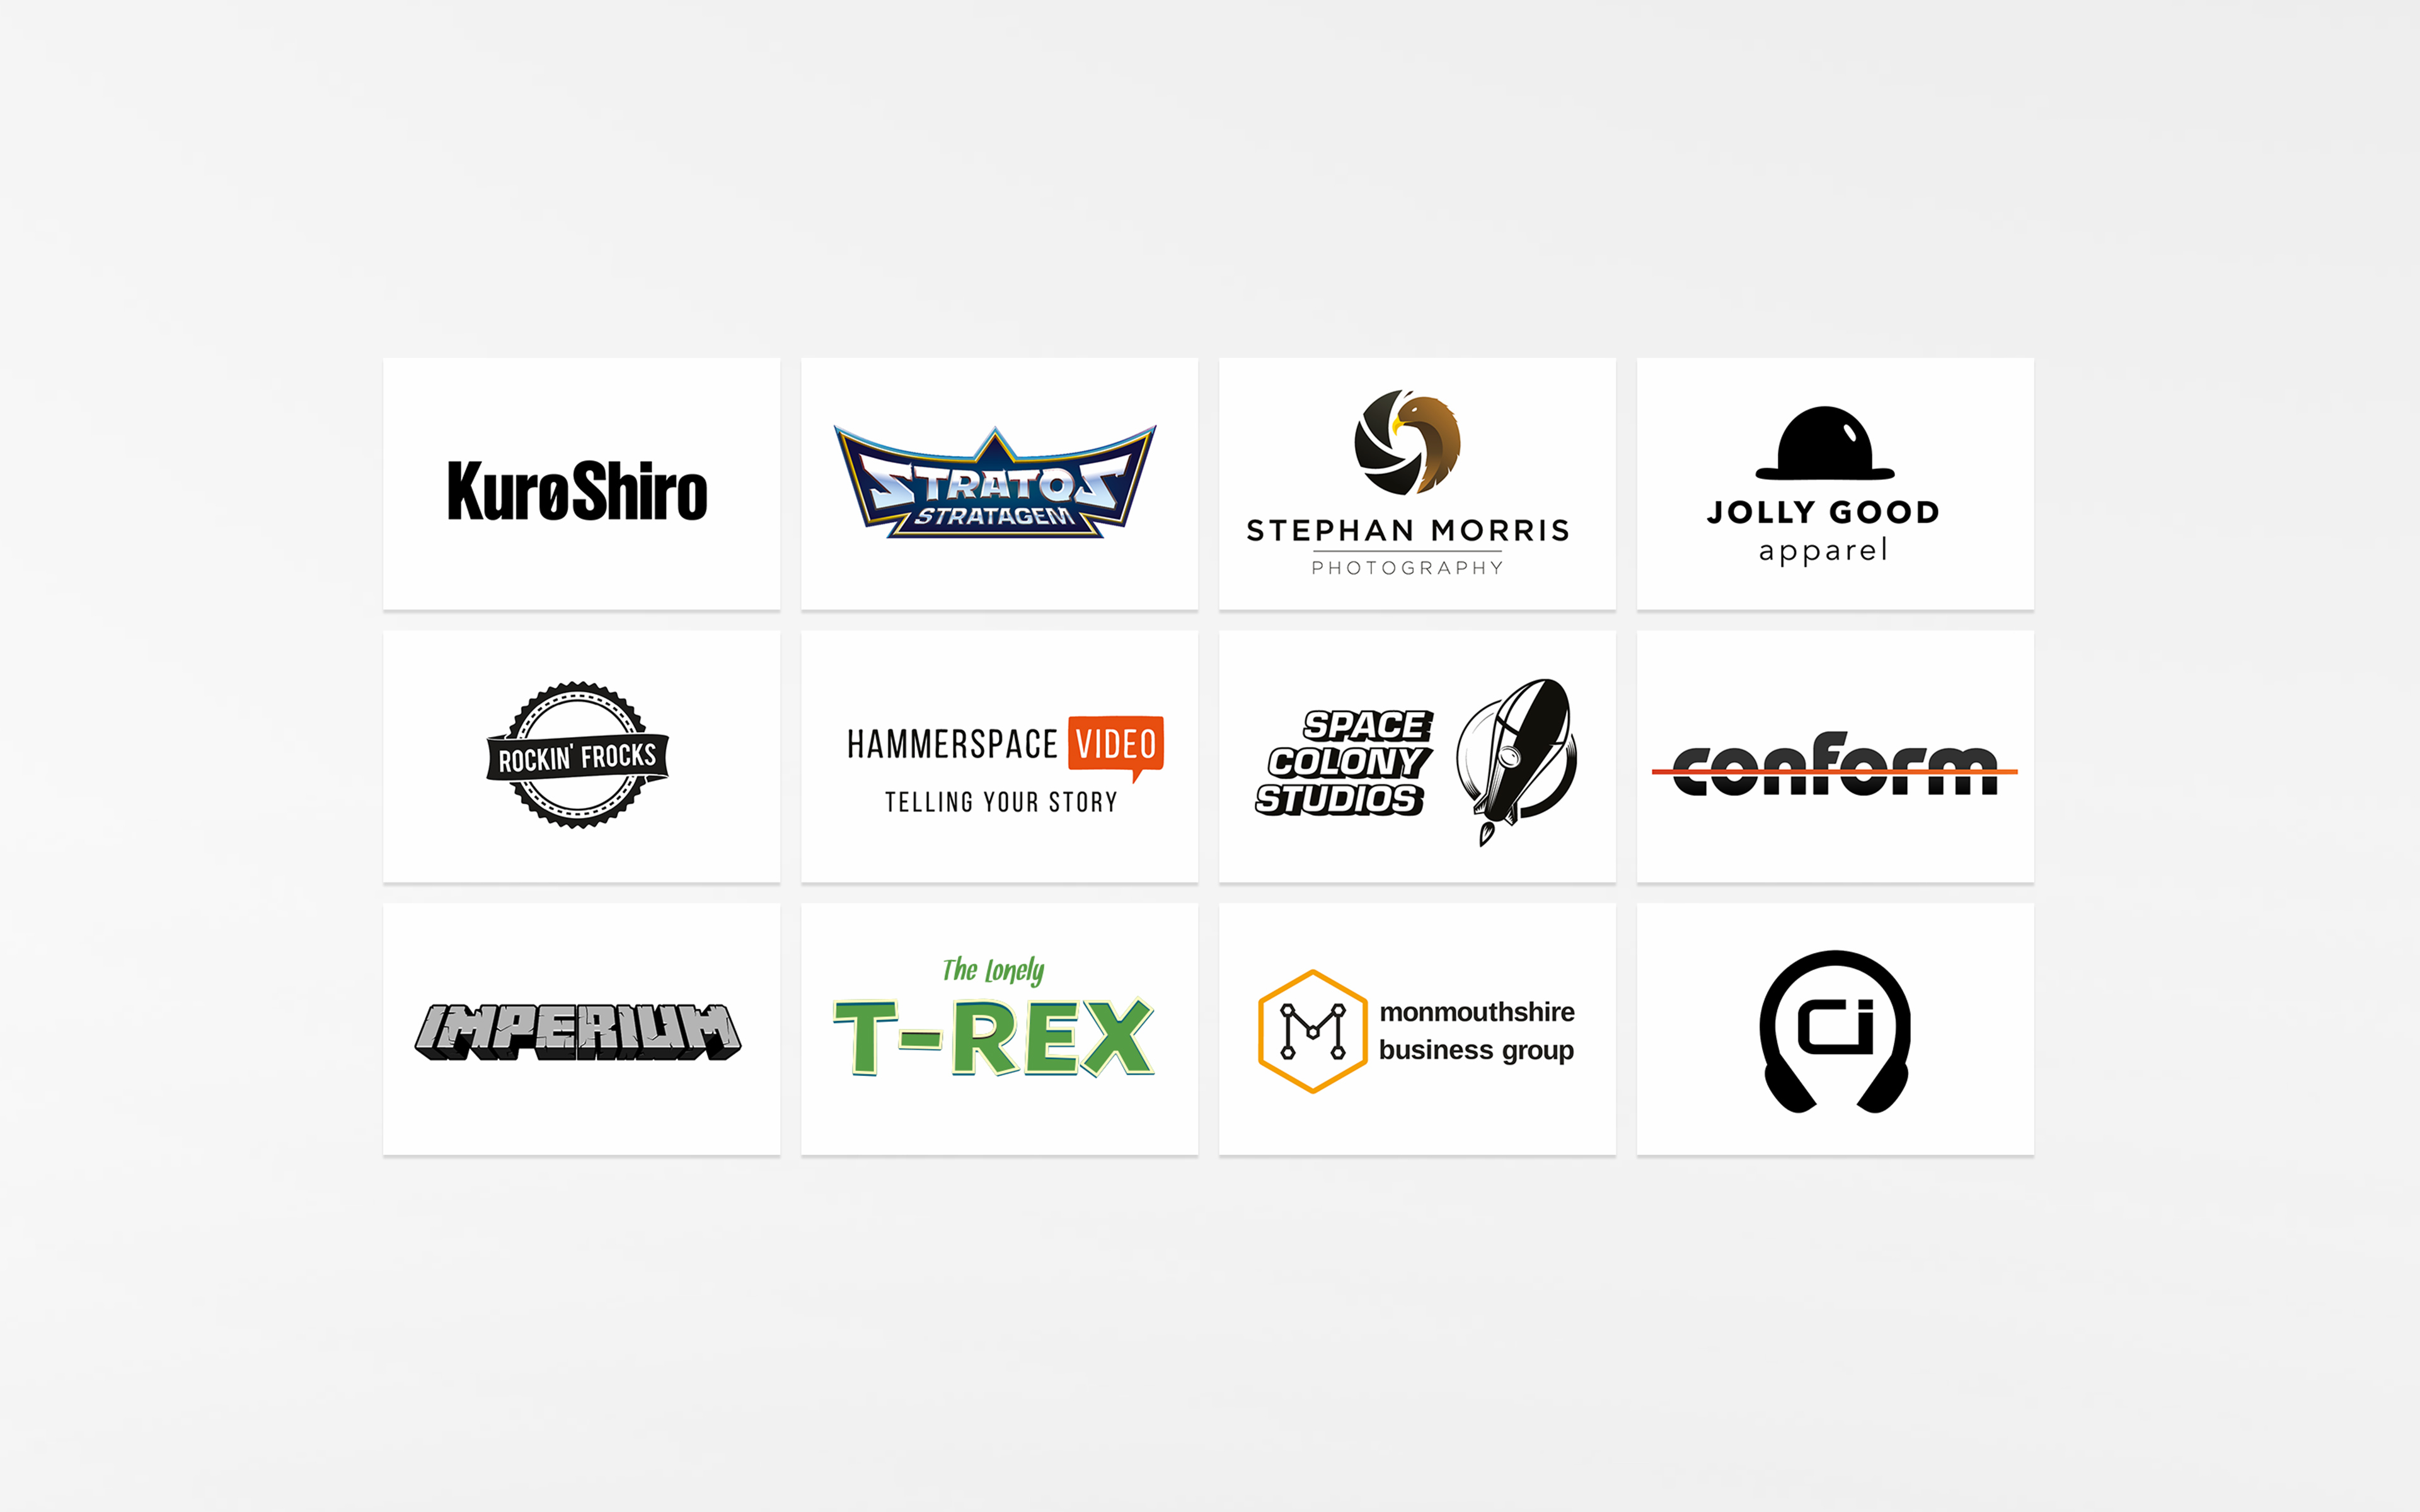 KurøShiro
STRATOS
STRATAGEM
STEPHAN MORRIS
PHOTOGRAPHY
JOLLY GOOD
apparel
ROCKIN' FROCKS
HAMMERSPACE VIDEO
TELLING YOUR STORY
SPACE
COLONY
STUDIOS
conform
IMPERIUM
The Lonely
T-REX
M
monmouthshire
business group
Ci